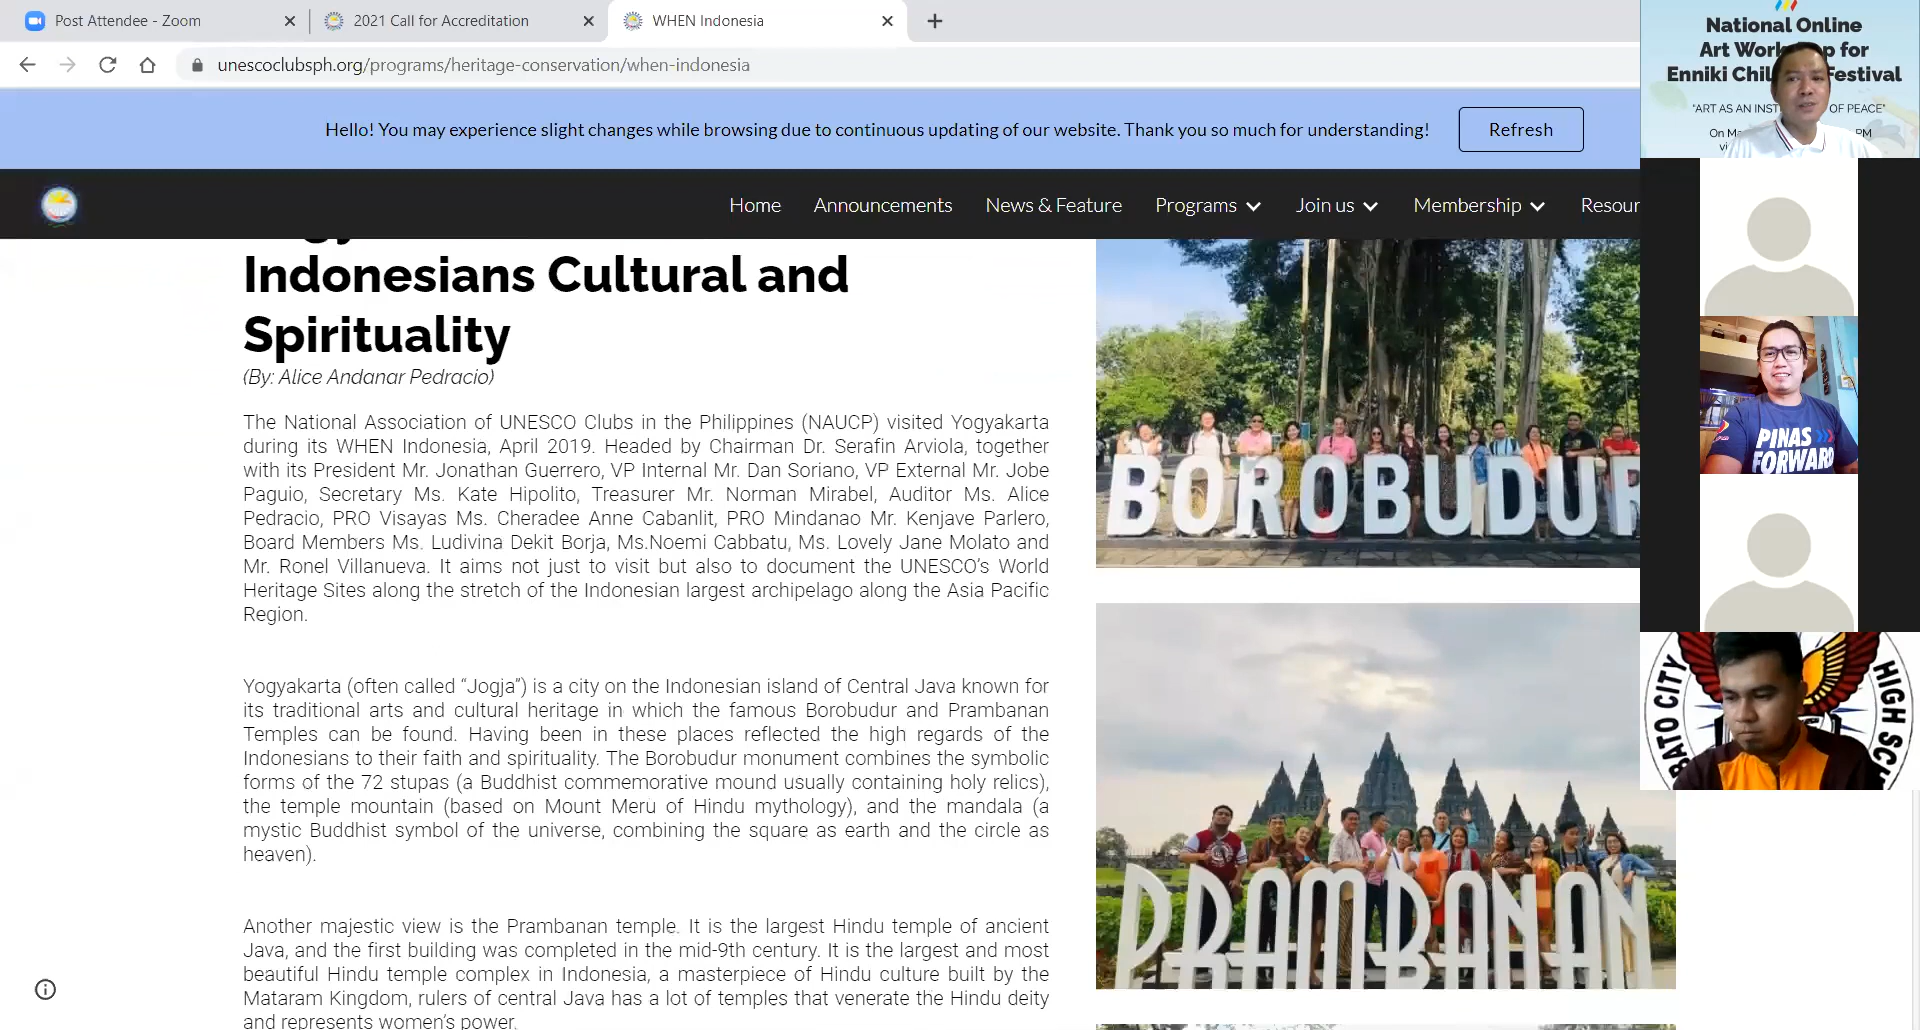 Post Attendee - Zoom
2021 Call for Accreditation
WHEN Indonesia
unescoclubsph.org/programs/heritage-conservation/when-indonesia
Hello! You may experience slight changes while browsing due to continuous updating of our website. Thank you so much for understanding!
Refresh
Home
Announcements
News & Feature
Programs
Join us
Membership
Resour
Indonesians Cultural and
Spirituality
(By: Alice Andanar Pedracio)
The National Association of UNESCO Clubs in the Philippines (NAUCP) visited Yogyakarta
during its WHEN Indonesia, April 2019. Headed by Chairman Dr. Serafin Arviola, together
with its President Mr. Jonathan Guerrero, VP Internal Mr. Dan Soriano, VP External Mr. Jobe
Paguio, Secretary Ms. Kate Hipolito, Treasurer Mr. Norman Mirabel, Auditor Ms. Alice
Pedracio, PRO Visayas Ms. Cheradee Anne Cabanlit, PRO Mindanao Mr. Kenjave Parlero,
Board Members Ms. Ludivina Dekit Borja, Ms.Noemi Cabbatu, Ms. Lovely Jane Molato and
Mr. Ronel Villanueva. It aims not just to visit but also to document the UNESCO's World
Heritage Sites along the stretch of the Indonesian largest archipelago along the Asia Pacific
Region.
Yogyakarta (often called “Jogja”) is a city on the Indonesian island of Central Java known for
its traditional arts and cultural heritage in which the famous Borobudur and Prambanan
Temples can be found. Having been in these places reflected the high regards of the
Indonesians to their faith and spirituality. The Borobudur monument combines the symbolic
forms of the 72 stupas (a Buddhist commemorative mound usually containing holy relics),
the temple mountain (based on Mount Meru of Hindu mythology), and the mandala (a
mystic Buddhist symbol of the universe, combining the square as earth and the circle as
heaven).
Another majestic view is the Prambanan temple. It is the largest Hindu temple of ancient
Java, and the first building was completed in the mid-9th century. It is the largest and most
beautiful Hindu temple complex in Indonesia, a masterpiece of Hindu culture built by the
Mataram Kingdom, rulers of central Java has a lot of temples that venerate the Hindu deity
and represents women's power.
BOROBUDUR
PRAMBANAN
National Online
Art Work p for
Enniki Chil Festival
"ART AS AN INST OF PEACE"
On Ma PM
vi
PINAS
FORWARD
BATO CITY
HIGH SC